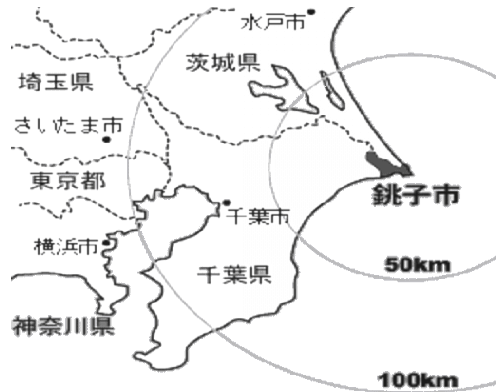 水戸市
茨城県
埼玉県
さいたま市
東京都
銚子市
千葉市
横浜市
50km
千葉県
神奈川県
100km